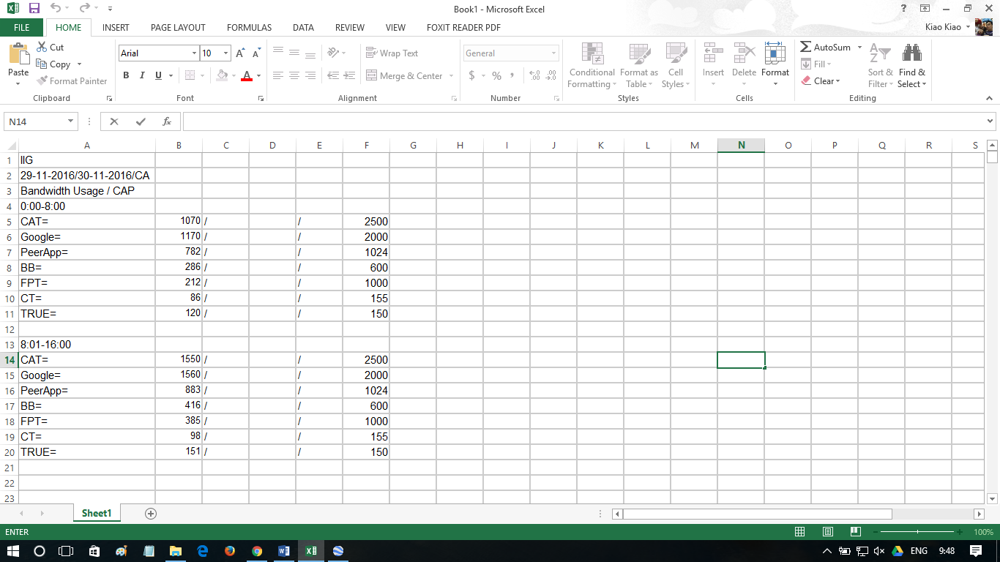 Book1 - Microsoft Excel
?
FILE HOME INSERT PAGE LAYOUT FORMULAS DATA REVIEW VIEW FOXIT READER PDF Kiao Kiao
Paste Cut Copy Format Painter
Clipboard
Arial 10 A A
B I U A
Font
Wrap Text
Merge & Center
Alignment
General
$ % ,
.0 .00
Number
Conditional Formatting Format as Table Cell Styles
Styles
Insert Delete Format
Cells
AutoSum Fill Clear
Sort & Filter Find & Select
Editing
N14 fx
A B C D E F G H I J K L M N O P Q R S
1 IIG
2 29-11-2016/30-11-2016/CA
3 Bandwidth Usage / CAP
4 0:00-8:00
5 CAT= 1070 / / 2500
6 Google= 1170 / / 2000
7 PeerApp= 782 / / 1024
8 BB= 286 / / 600
9 FPT= 212 / / 1000
10 CT= 86 / / 155
11 TRUE= 120 / / 150
12
13 8:01-16:00
14 CAT= 1550 / / 2500
15 Google= 1560 / / 2000
16 PeerApp= 883 / / 1024
17 BB= 416 / / 600
18 FPT= 385 / / 1000
19 CT= 98 / / 155
20 TRUE= 151 / / 150
21
22
23
Sheet1
ENTER 100%
ENG 9:48